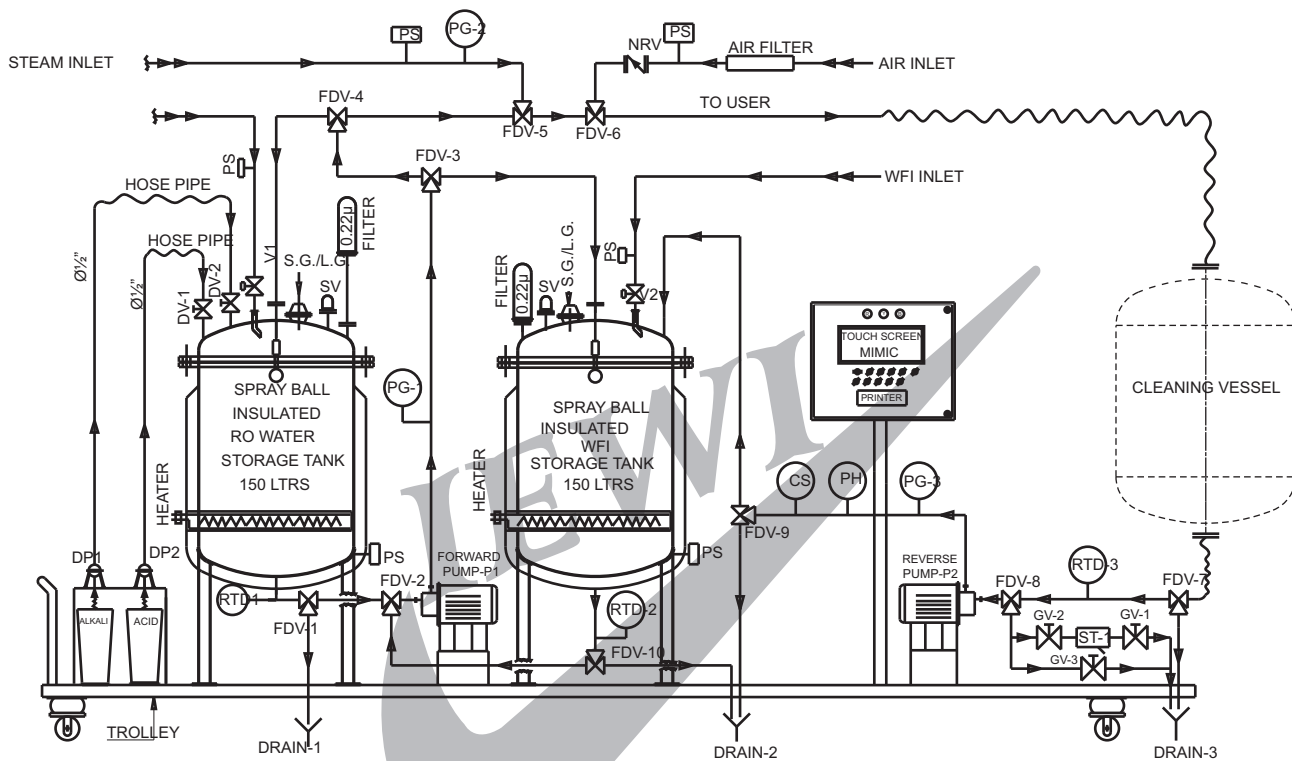 PS
PG-2
NRV
PS
AIR FILTER
STEAM INLET
AIR INLET
FDV-4
TO USER
FDV-5
FDV-6
FDV-3
PS
HOSE PIPE
WFI INLET
HOSE PIPE
0.22µ
FILTER
V1
S.G./L.G.
SV
Ø½"
Ø½"
DV-1
DV-2
FILTER
0.22µ
SV
S.G./L.G.
PS
V2
TOUCH SCREEN
MIMIC
PRINTER
PG-1
CLEANING VESSEL
SPRAY BALL
INSULATED
RO WATER
STORAGE TANK
150 LTRS
SPRAY BALL
INSULATED
WFI
STORAGE TANK
150 LTRS
IEWI
HEATER
HEATER
CS
PH
PG-3
FDV-9
DP1
DP2
PS
FORWARD
PUMP-P1
PS
REVERSE
PUMP-P2
RTD-3
FDV-8
FDV-7
FDV-2
RTD-1
RTD-2
GV-2
GV-1
ST-1
GV-3
ALKALI
ACID
FDV-1
FDV-10
TROLLEY
DRAIN-1
DRAIN-2
DRAIN-3